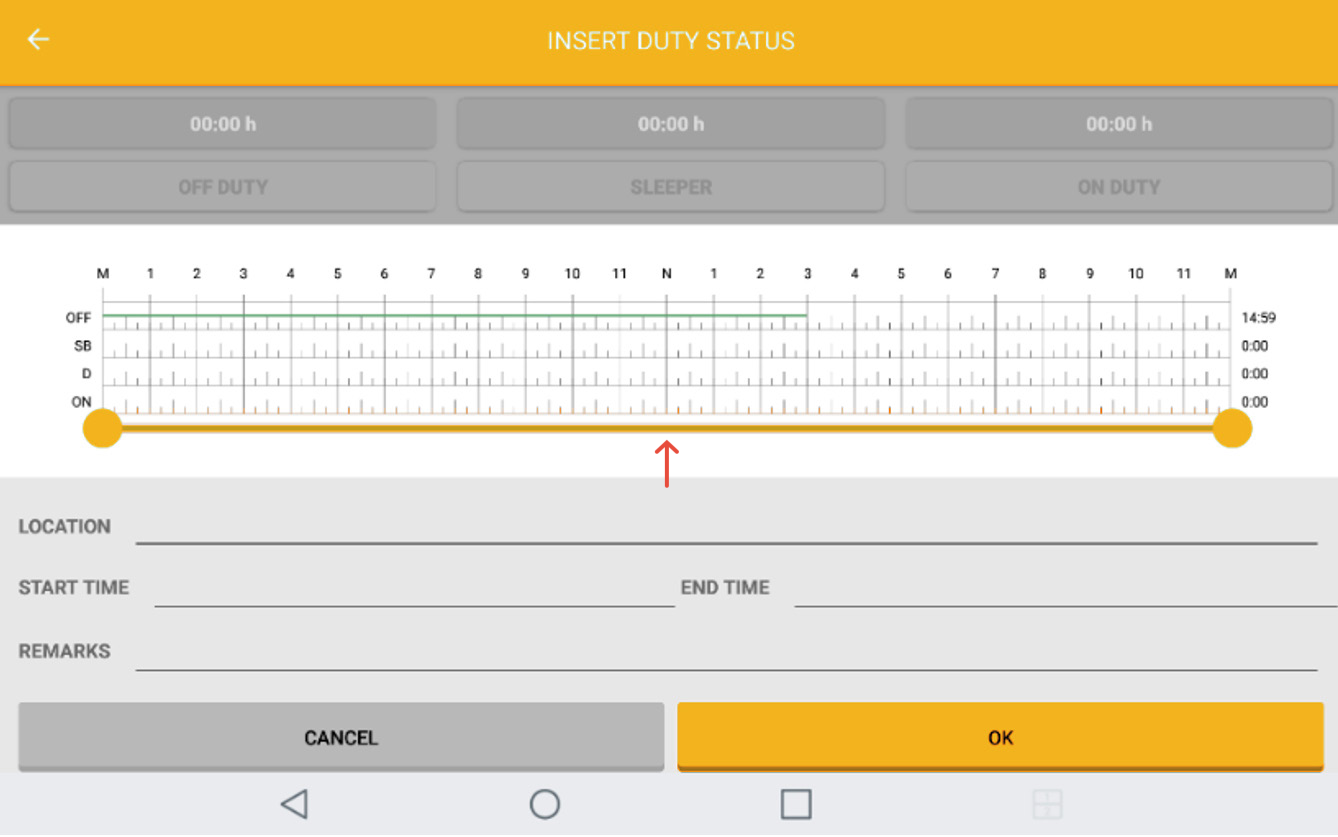 INSERT DUTY STATUS
00:00 h 00:00 h 00:00 h
OFF DUTY SLEEPER ON DUTY
M 1 2 3 4 5 6 7 8 9 10 11 N 1 2 3 4 5 6 7 8 9 10 11 M
OFF 14:59
SB 0:00
D 0:00
ON 0:00
LOCATION
START TIME END TIME
REMARKS
CANCEL OK